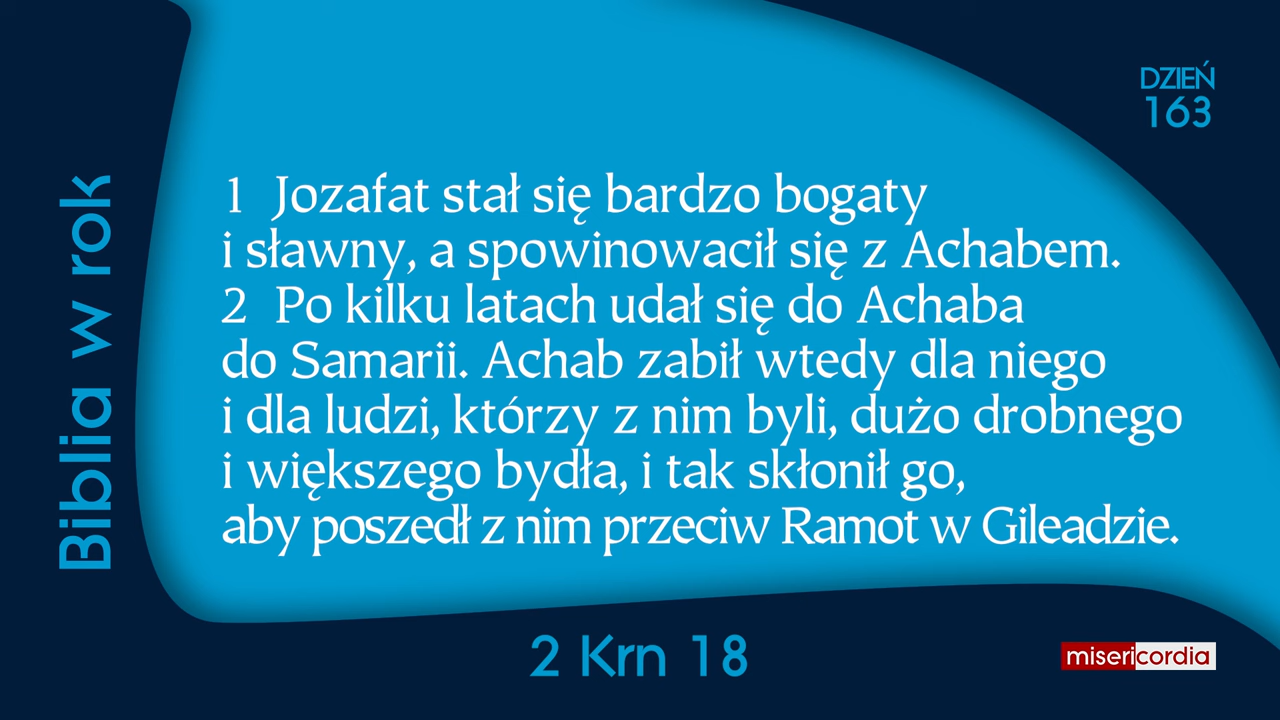 DZIEŃ
163
Biblia w rok
1 Jozafat stał się bardzo bogaty
i sławny, a spowinowacił się z Achabem.
2 Po kilku latach udał się do Achaba
do Samarii. Achab zabił wtedy dla niego
i dla ludzi, którzy z nim byli, dużo drobnego
i większego bydła, i tak skłonił go,
aby poszedł z nim przeciw Ramot w Gileadzie.
2 Krn 18
misericordia